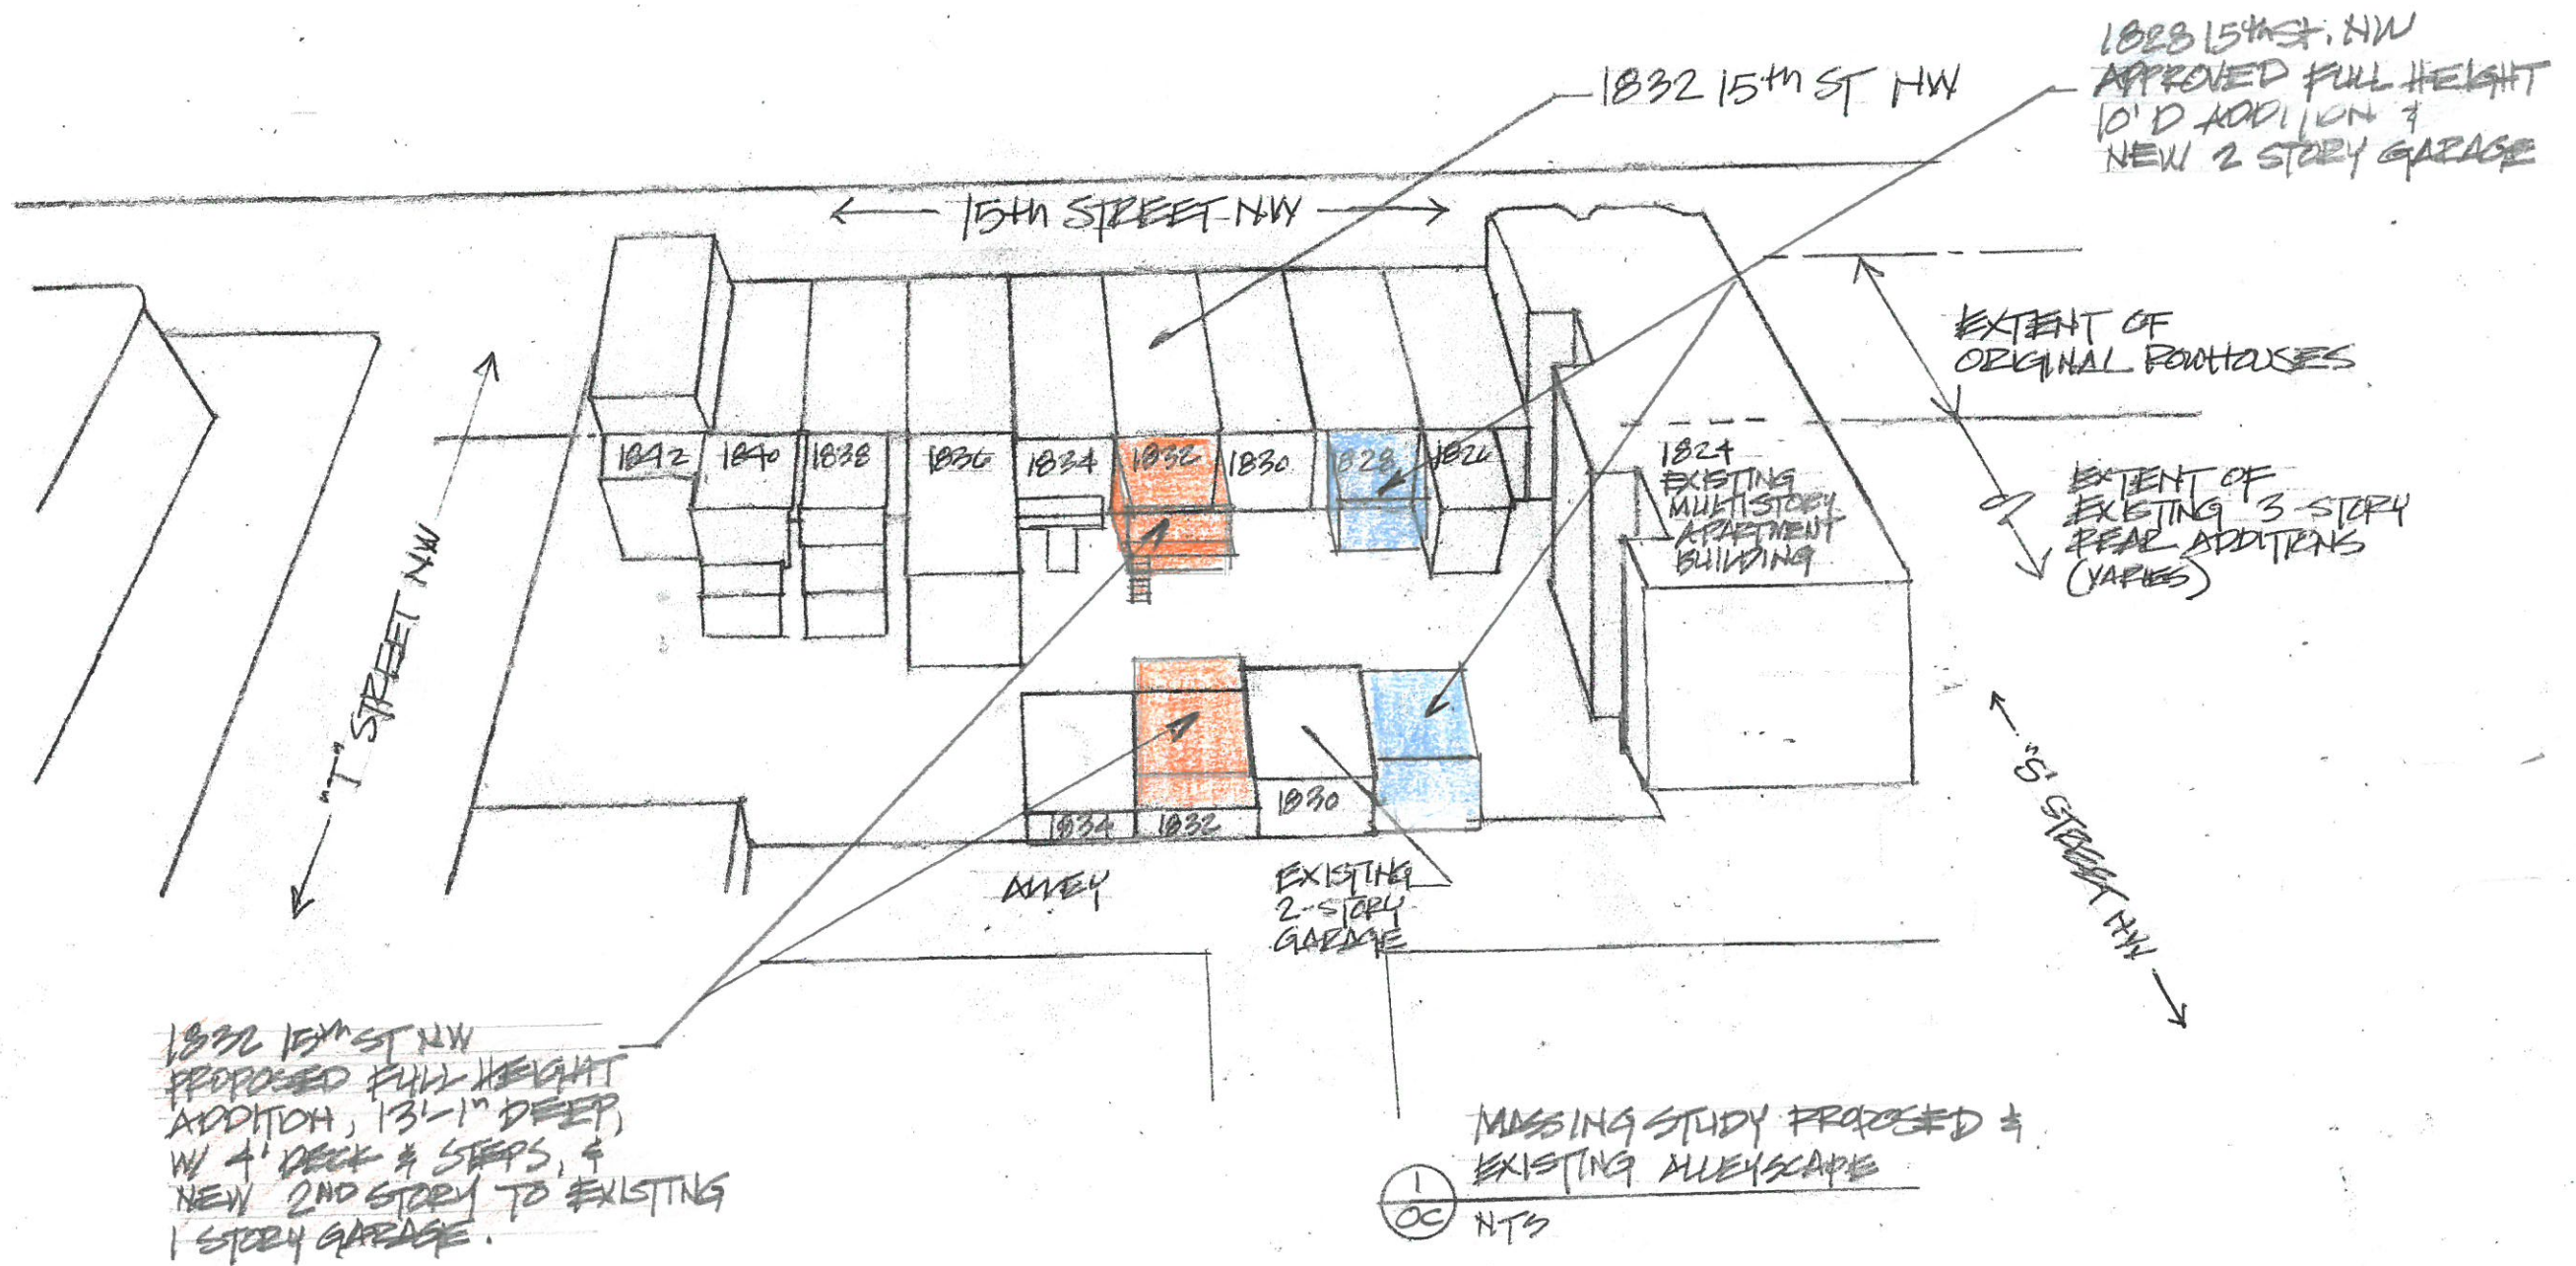 1828 15th St. NW
APPROVED FULL HEIGHT
10' D ADDITION &
NEW 2 STORY GARAGE
1832 15th ST NW
15th STREET NW
EXTENT OF
ORIGINAL ROWHOUSES
1842
1840
1838
1836
1834
1832
1830
1828
1826
1824
EXISTING
MULTISTORY
APARTMENT
BUILDING
EXTENT OF
EXISTING 3-STORY
REAR ADDITIONS
(VARIES)
"T" STREET NW
"S" STREET NW
1834
1832
1830
ALLEY
EXISTING
2-STORY
GARAGE
1832 15th ST NW
PROPOSED FULL HEIGHT
ADDITION, 13'-1" DEEP,
W/ 4' DECK & STEPS, &
NEW 2ND STORY TO EXISTING
1 STORY GARAGE.
MASSING STUDY PROPOSED &
EXISTING ALLEYSCAPE
1
OC
NTS